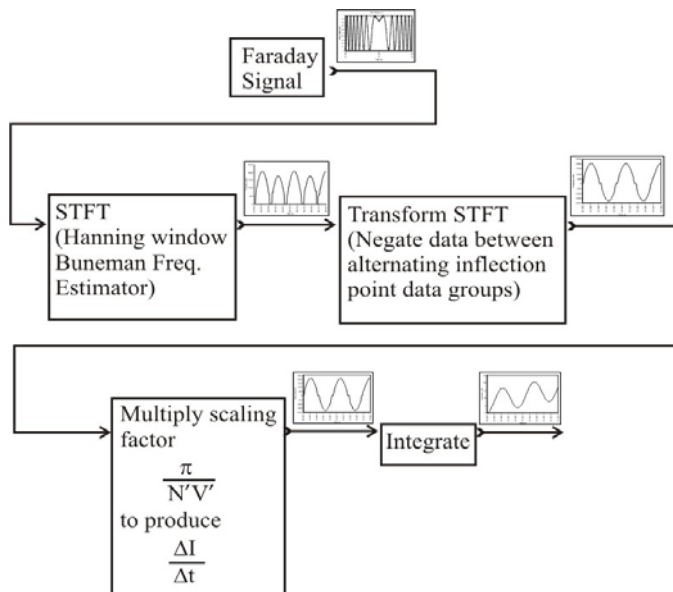 Faraday
Signal
STFT
(Hanning window
Buneman Freq.
Estimator)
Transform STFT
(Negate data between
alternating inflection
point data groups)
Multiply scaling
factor
π
N'V'
to produce
ΔI
Δt
Integrate